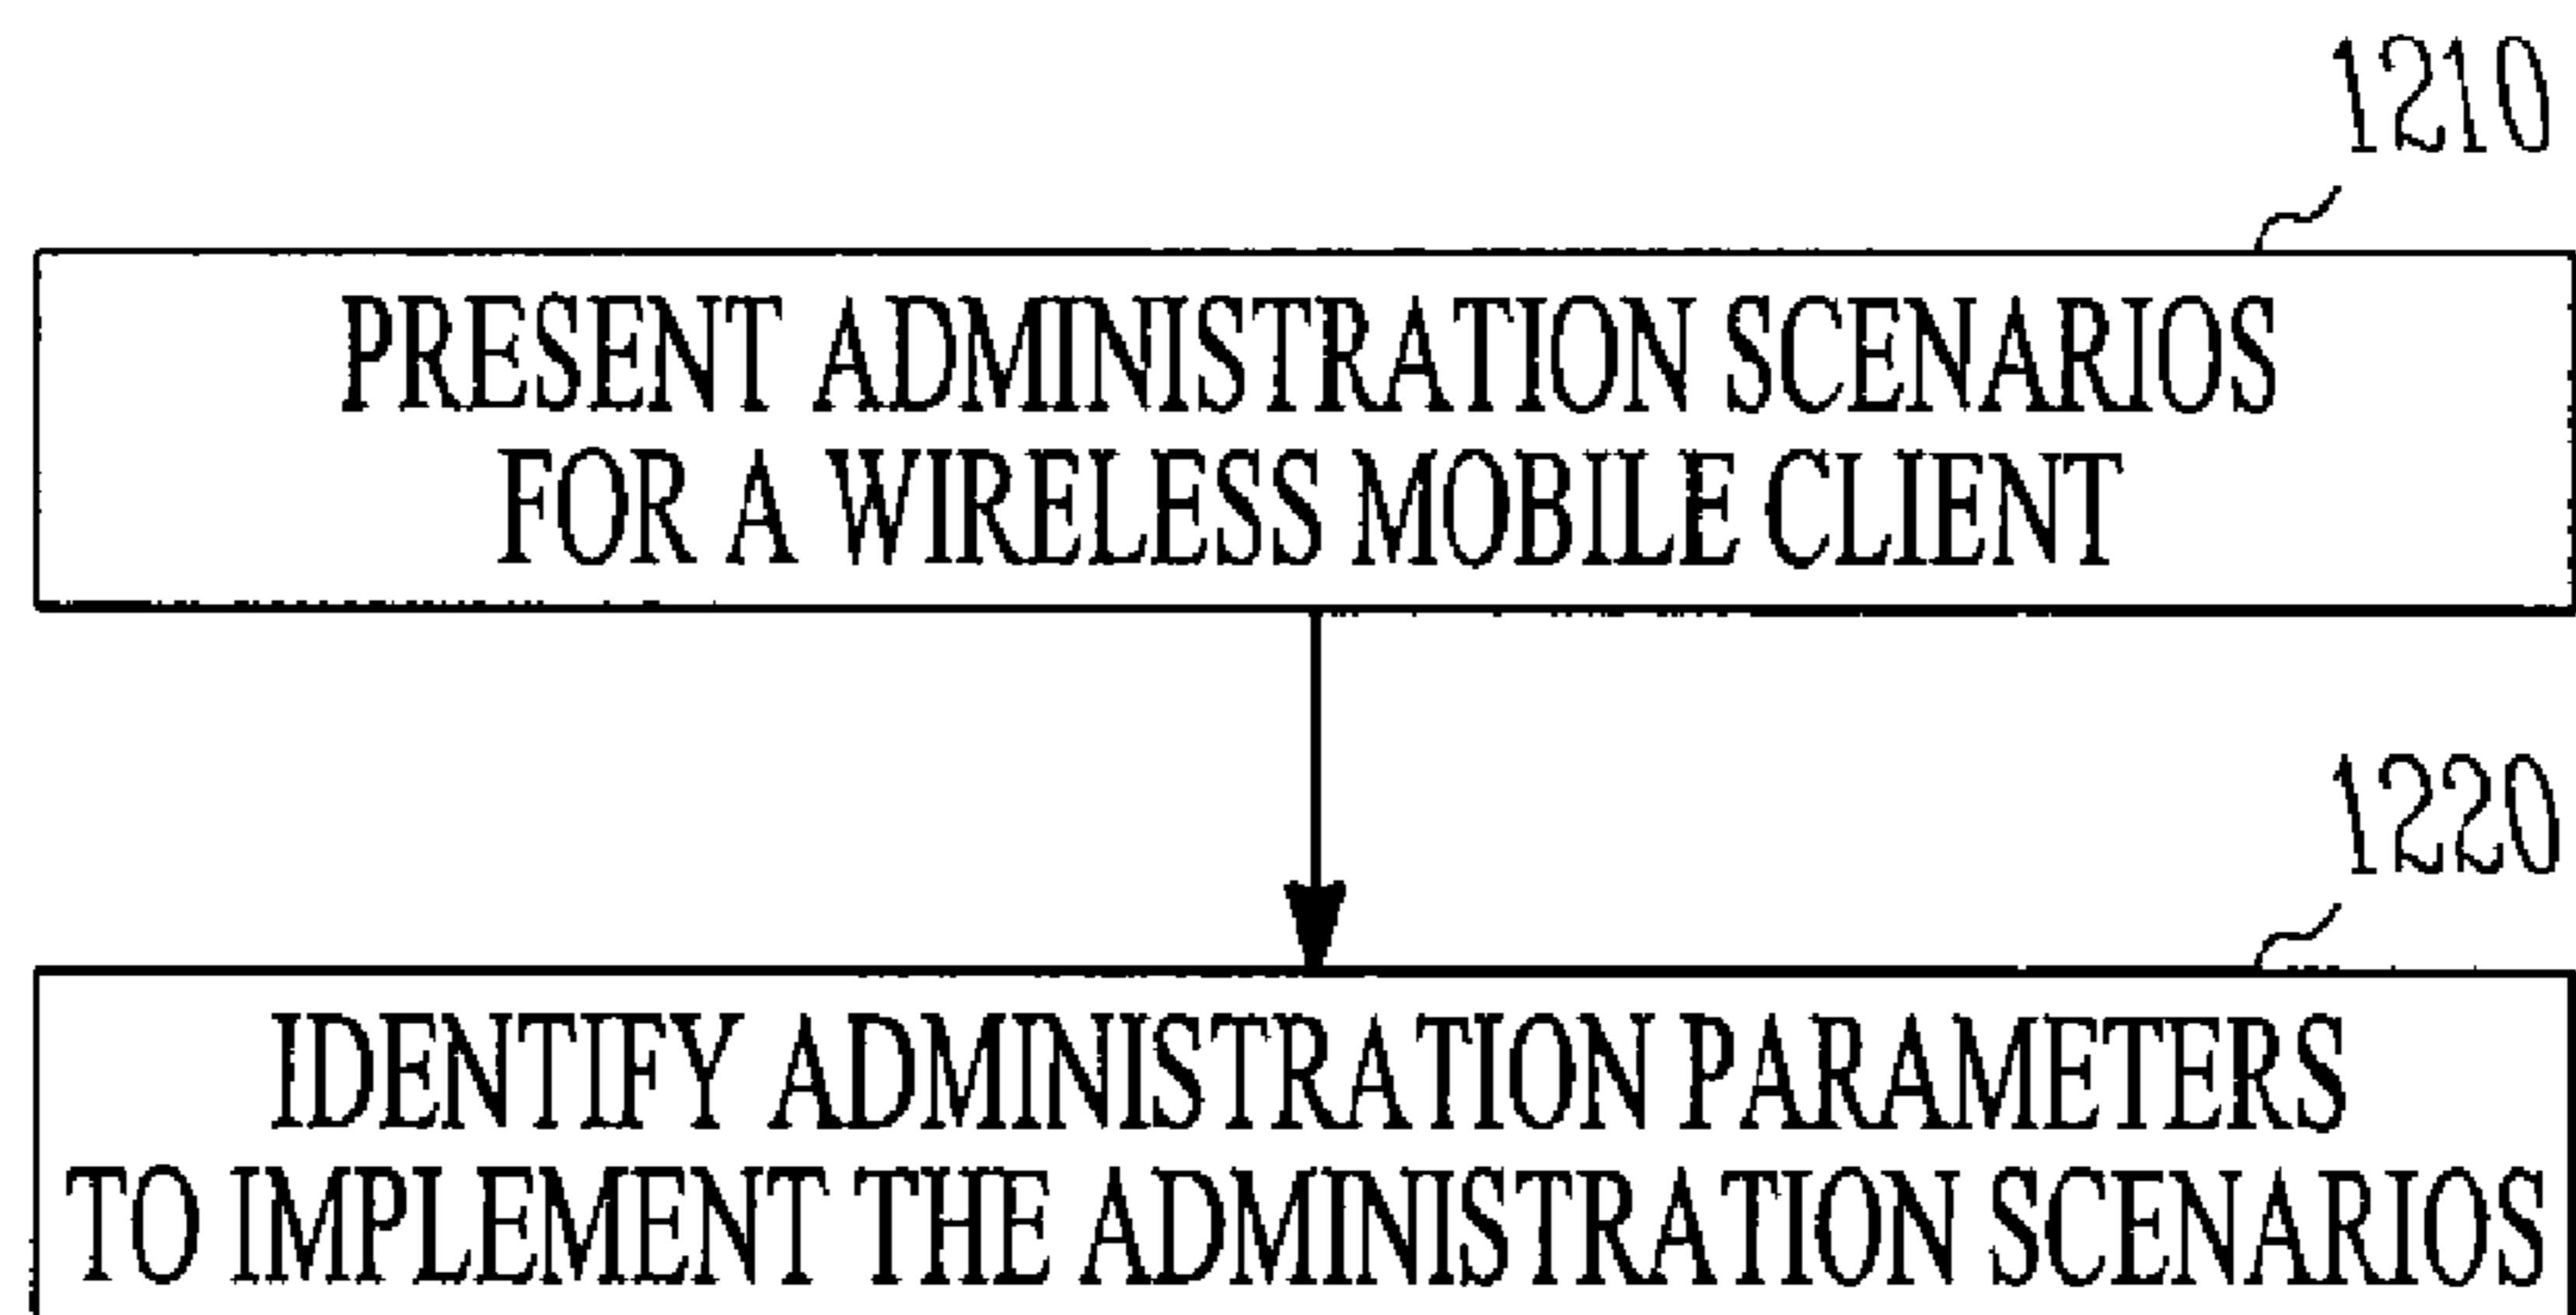 1210
PRESENT ADMINISTRATION SCENARIOS
FOR A WIRELESS MOBILE CLIENT
1220
IDENTIFY ADMINISTRATION PARAMETERS
TO IMPLEMENT THE ADMINISTRATION SCENARIOS